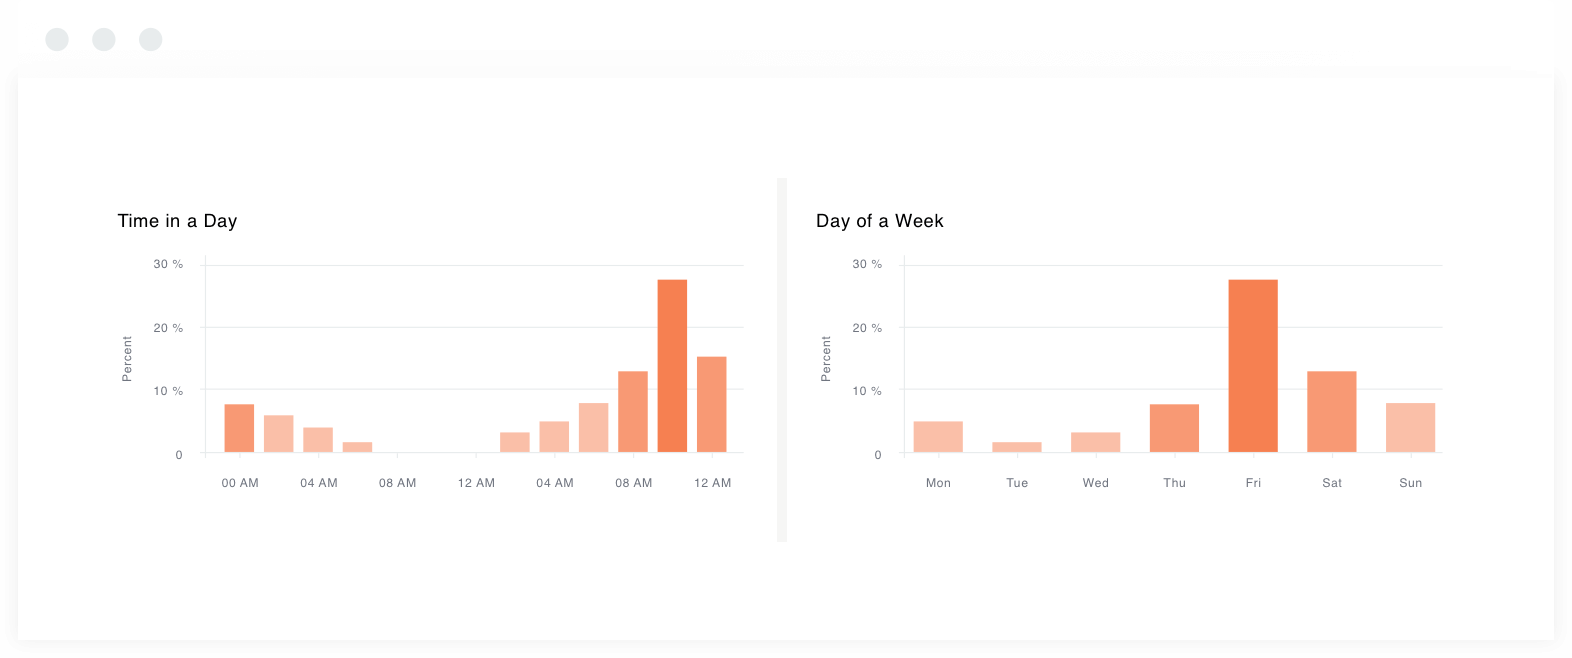 Time in a Day
30 %
20 %
10 %
0
Percent
00 AM 04 AM 08 AM 12 AM 04 AM 08 AM 12 AM
Day of a Week
30 %
20 %
10 %
0
Percent
Mon Tue Wed Thu Fri Sat Sun